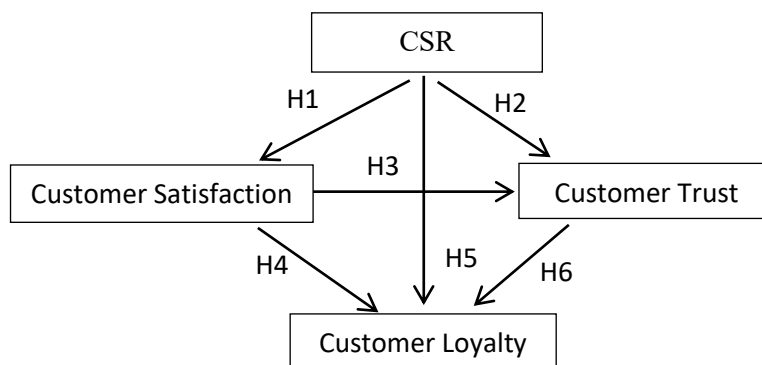 CSR
H1
H2
H3
Customer Satisfaction
Customer Trust
H4
H5
H6
Customer Loyalty